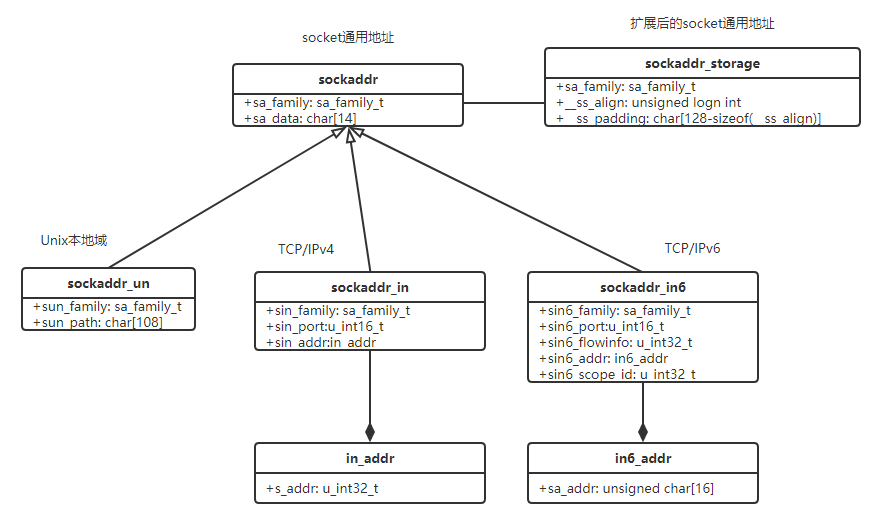 socket通用地址
sockaddr
+sa_family: sa_family_t
+sa_data: char[14]
扩展后的socket通用地址
sockaddr_storage
+sa_family: sa_family_t
+__ss_align: unsigned logn int
+__ss_padding: char[128-sizeof(__ss_align)]
Unix本地域
sockaddr_un
+sun_family: sa_family_t
+sun_path: char[108]
TCP/IPv4
sockaddr_in
+sin_family: sa_family_t
+sin_port:u_int16_t
+sin_addr:in_addr
TCP/IPv6
sockaddr_in6
+sin6_family: sa_family_t
+sin6_port:u_int16_t
+sin6_flowinfo: u_int32_t
+sin6_addr: in6_addr
+sin6_scope_id: u_int32_t
in_addr
+s_addr: u_int32_t
in6_addr
+sa_addr: unsigned char[16]